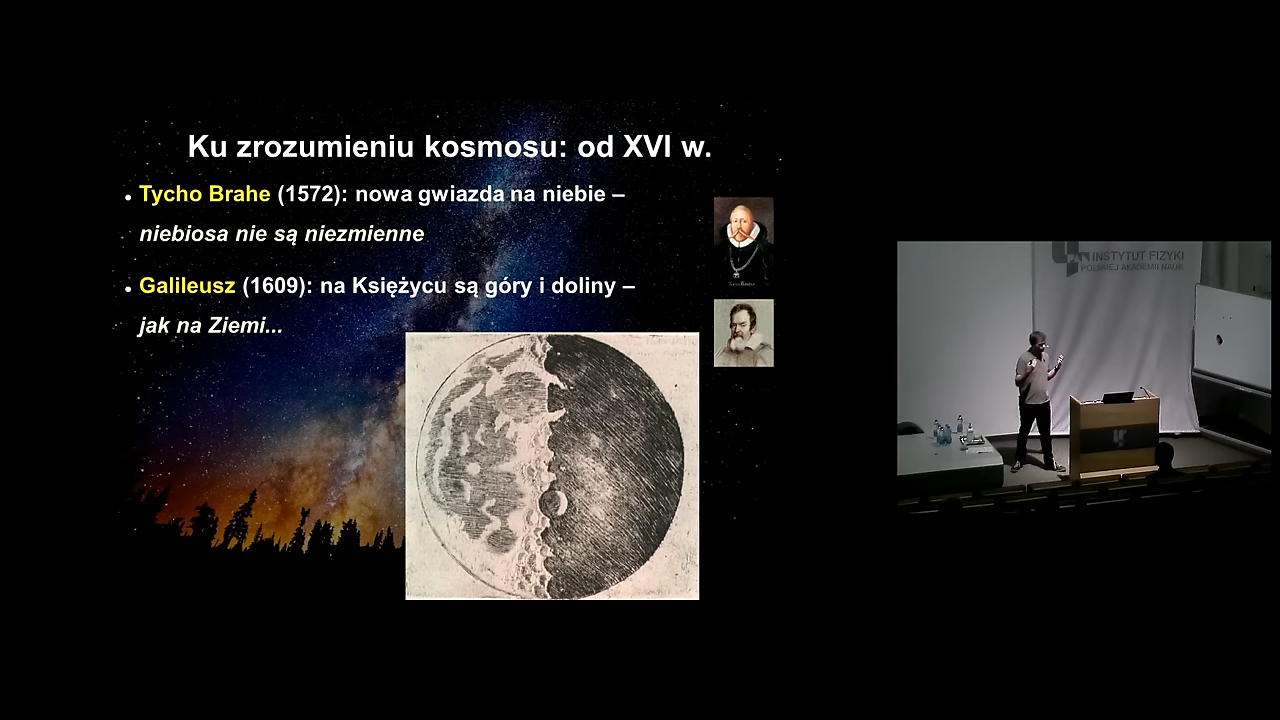 Ku zrozumieniu kosmosu: od XVI w.
Tycho Brahe (1572): nowa gwiazda na niebie –
niebiosa nie są niezmienne
Galileusz (1609): na Księżycu są góry i doliny –
jak na Ziemi...
INSTYTUT FIZYKI
POLSKIEJ AKADEMII NAUK